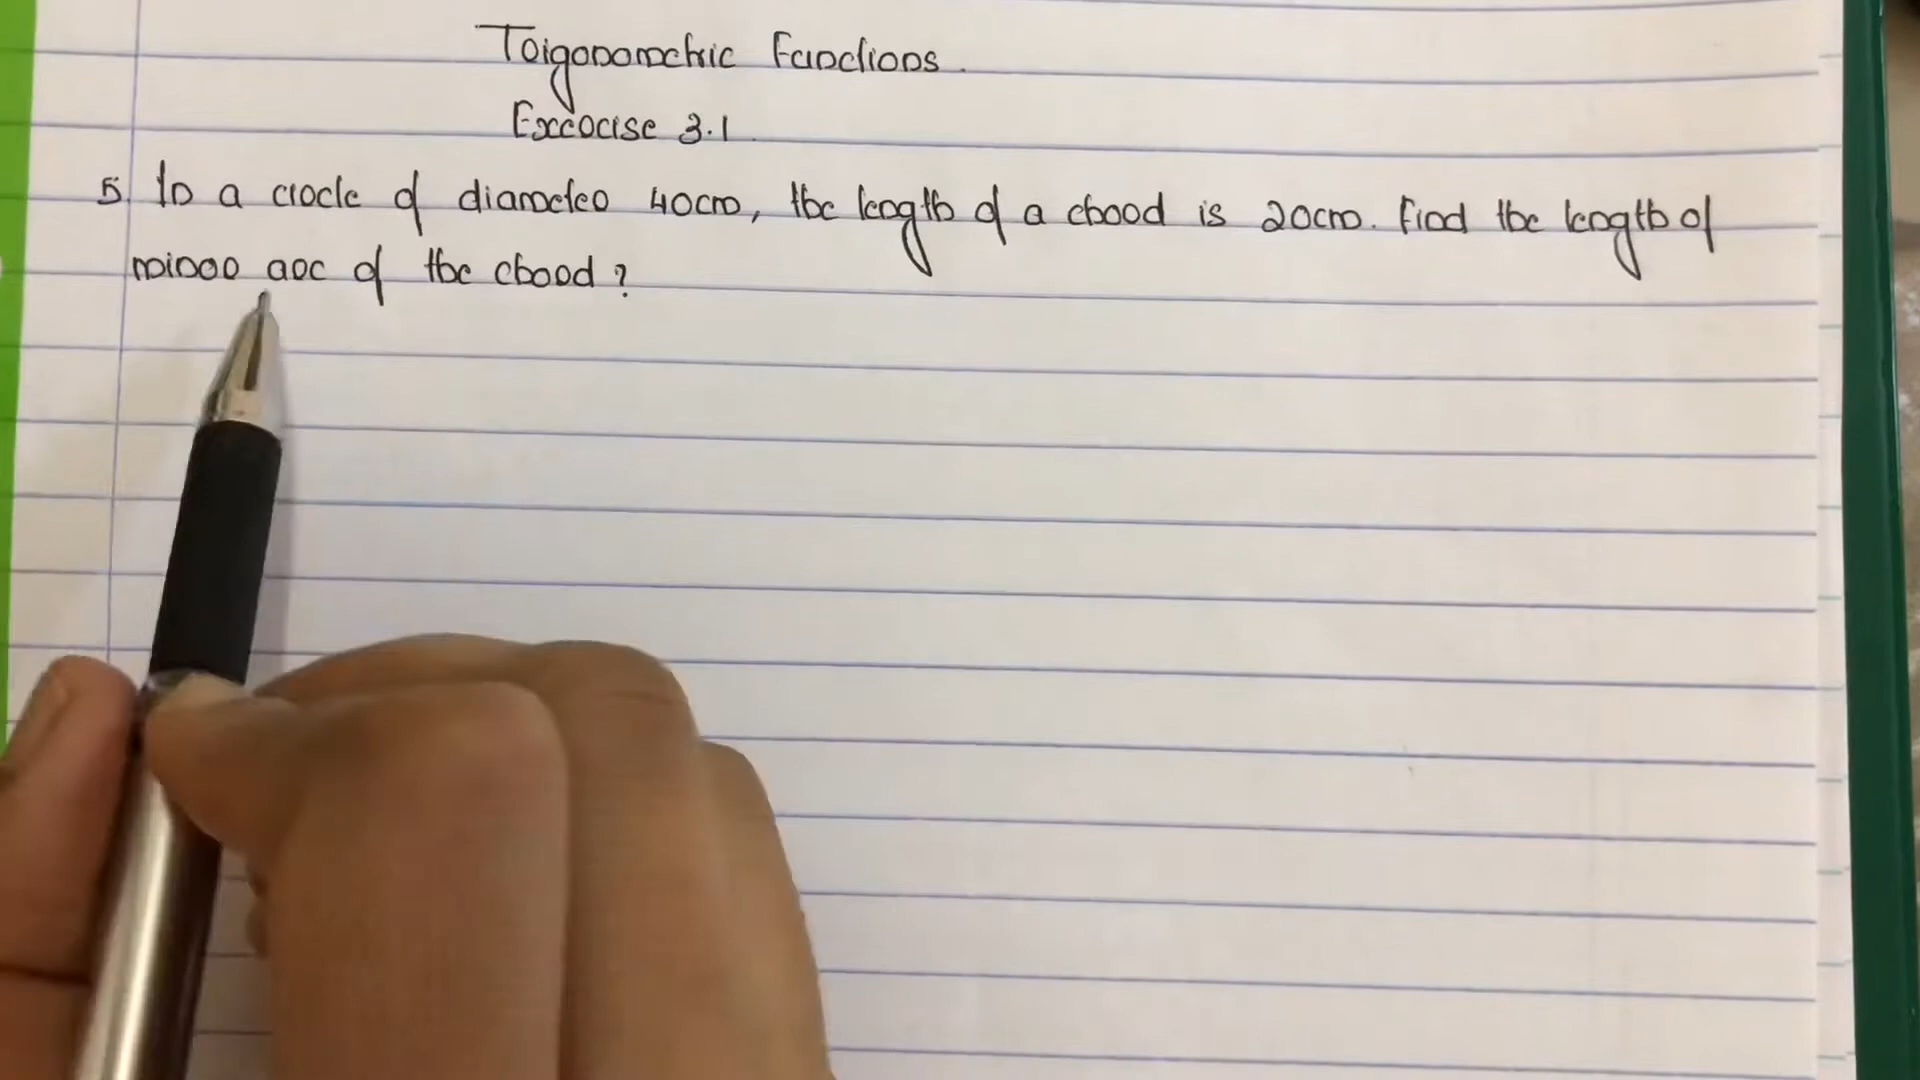 Trigonometric Functions.
Exercise 3.1
5. In a circle of diameter 40cm, the length of a chord is 20cm. Find the length of
minor arc of the chord?